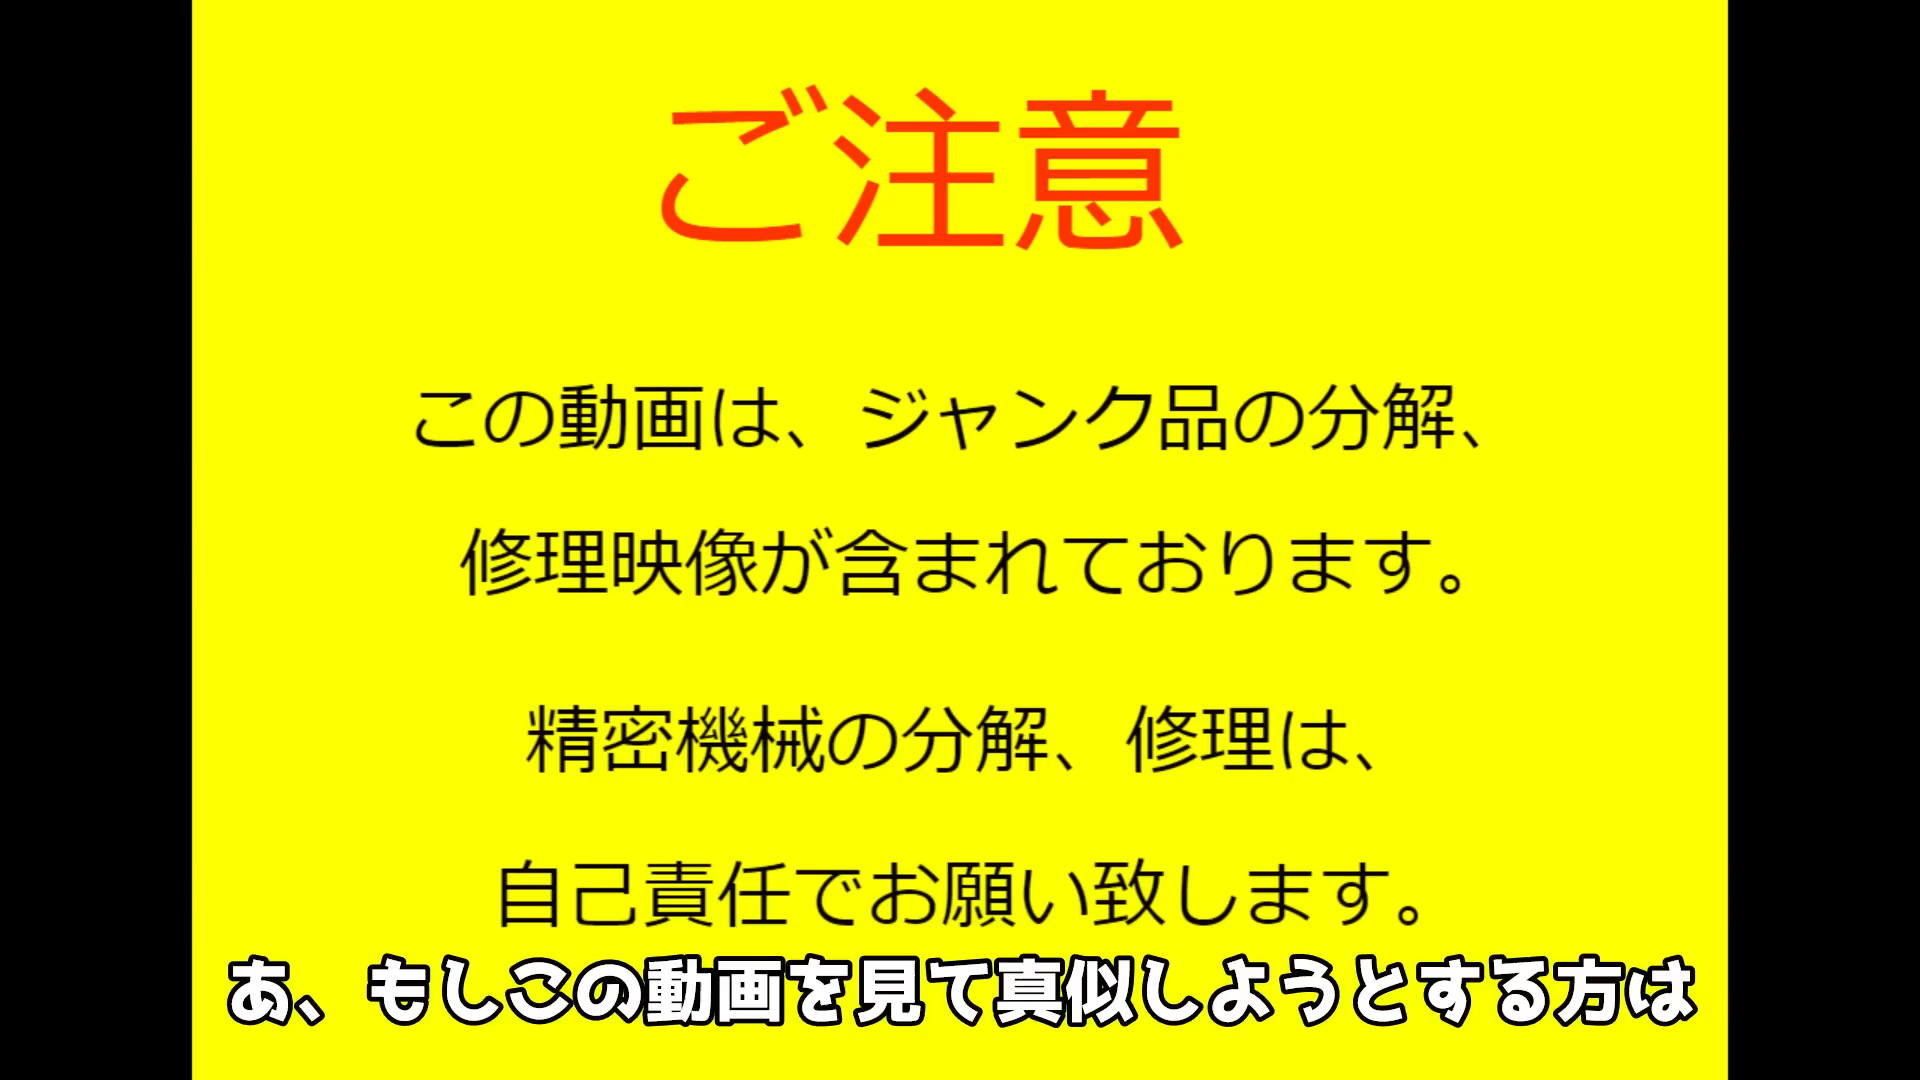 ご注意
この動画は、ジャンク品の分解、
修理映像が含まれております。
精密機械の分解、修理は、
自己責任でお願い致します。
あ、もしこの動画を見て真似しようとする方は